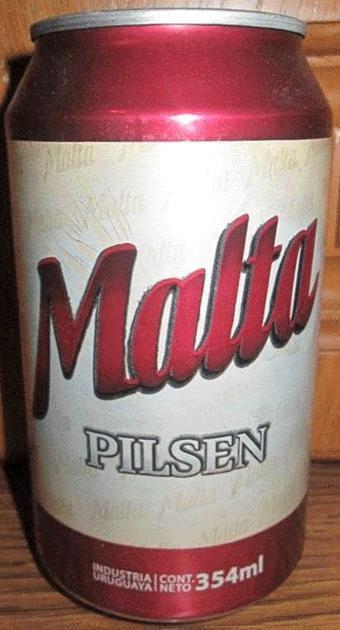 Malta
PILSEN
INDUSTRIA
URUGUAYA
CONT.
NETO
354ml